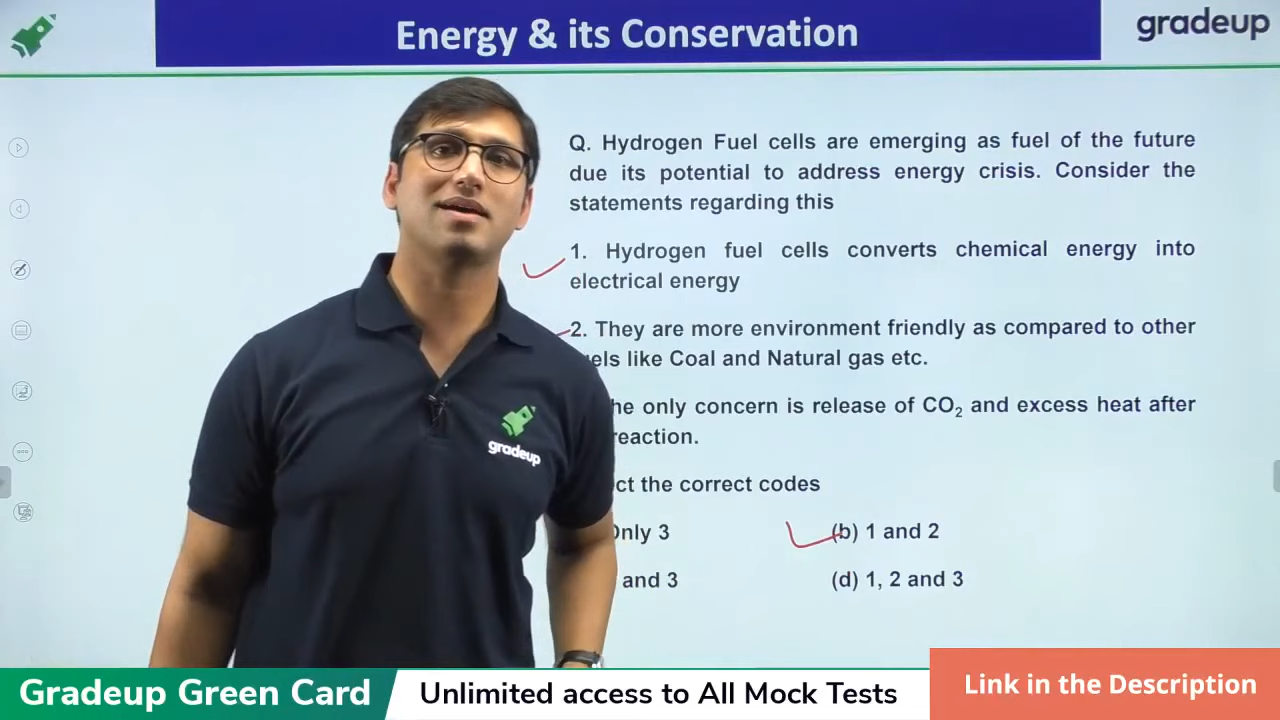 Energy & its Conservation
gradeup
Q. Hydrogen Fuel cells are emerging as fuel of the future
due its potential to address energy crisis. Consider the
statements regarding this
1. Hydrogen fuel cells converts chemical energy into
electrical energy
2. They are more environment friendly as compared to other
like Coal and Natural gas etc.
only concern is release of CO₂ and excess heat after
reaction.
the correct codes
Only 3
(b) 1 and 2
and 3
(d) 1, 2 and 3
gradeup
Gradeup Green Card
Unlimited access to All Mock Tests
Link in the Description